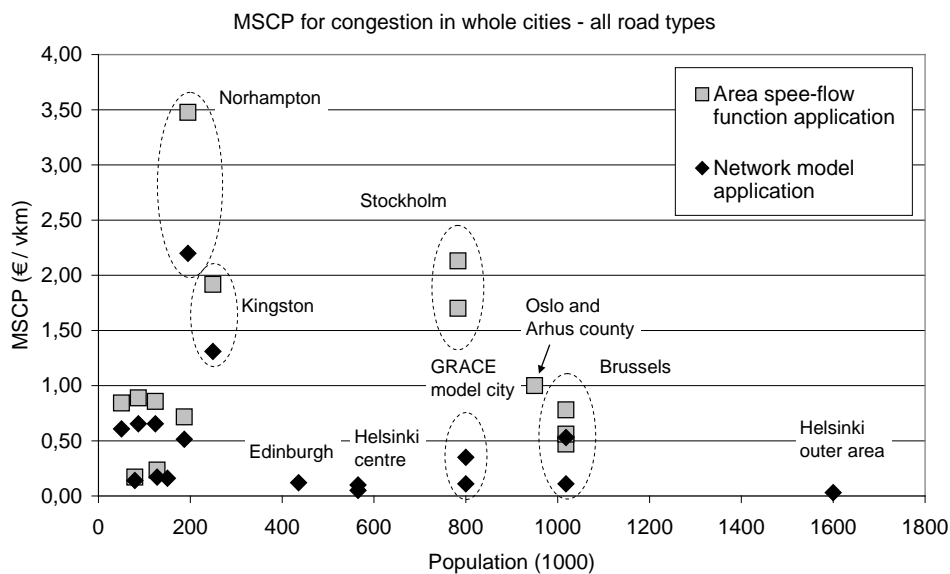 MSCP for congestion in whole cities - all road types
4,00
3,50
3,00
2,50
2,00
1,50
1,00
0,50
0,00
MSCP (€ / vkm)
Norhampton
Stockholm
Kingston
Oslo and
Arhus county
GRACE
model city
Brussels
Edinburgh
Helsinki
centre
Helsinki
outer area
Area spee-flow
function application
Network model
application
0 200 400 600 800 1000 1200 1400 1600 1800
Population (1000)